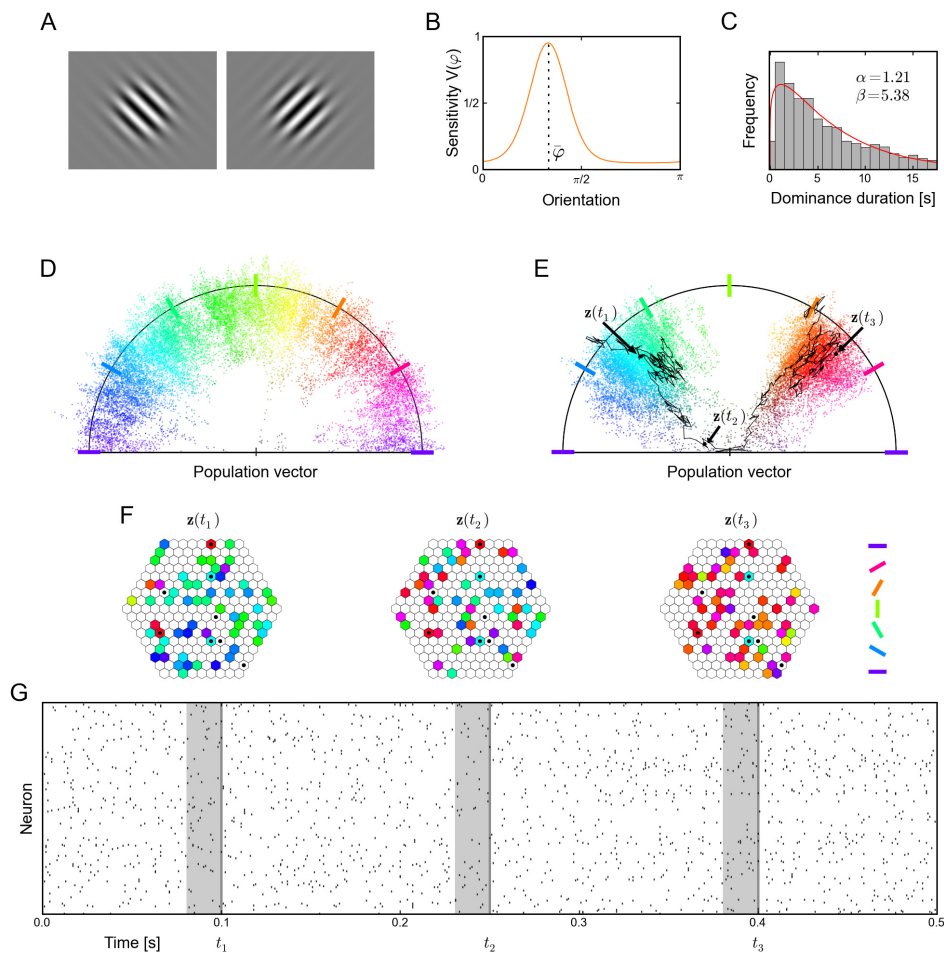 A
B
C
Sensitivity V(φ)
1
1/2
0
φ̄
0
π/2
π
Orientation
Frequency
α=1.21
β=5.38
0
5
10
15
Dominance duration [s]
D
E
z(t₁)
z(t₃)
z(t₂)
Population vector
Population vector
F
z(t₁)
z(t₂)
z(t₃)
G
Neuron
0.0
0.1
0.2
0.3
0.4
0.5
Time [s]
t₁
t₂
t₃